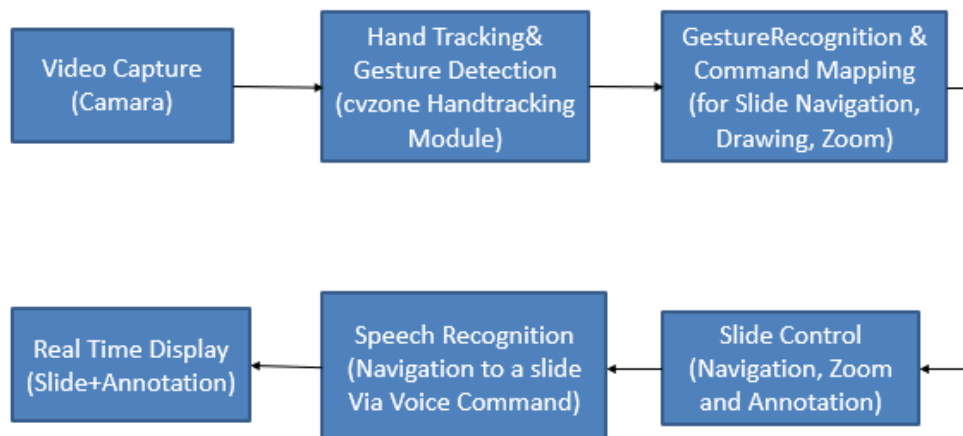 Video Capture
(Camara)
Hand Tracking&
Gesture Detection
(cvzone Handtracking
Module)
GestureRecognition &
Command Mapping
(for Slide Navigation,
Drawing, Zoom)
Slide Control
(Navigation, Zoom
and Annotation)
Speech Recognition
(Navigation to a slide
Via Voice Command)
Real Time Display
(Slide+Annotation)